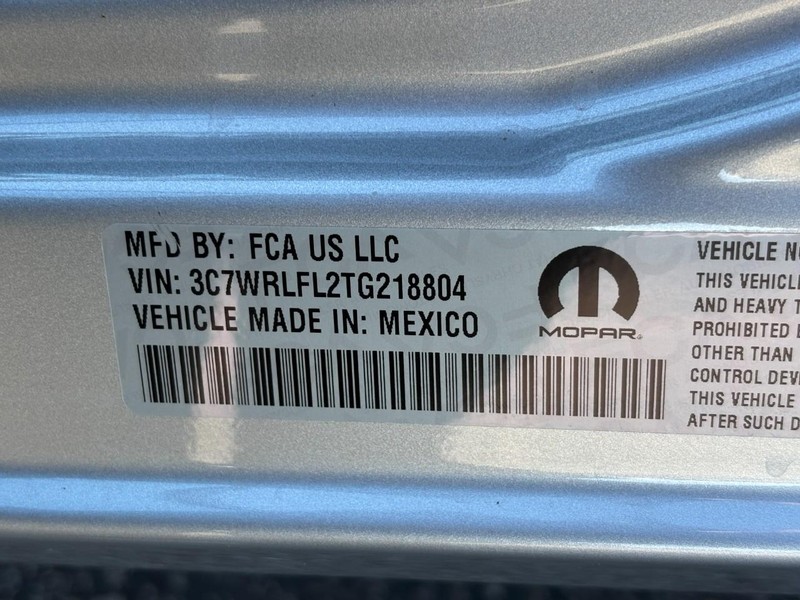 MFD BY: FCA US LLC
VIN: 3C7WRLFL2TG218804
VEHICLE MADE IN: MEXICO
MOPAR
VEHICLE
THIS VEHICLE
AND HEAVY
PROHIBITED
OTHER THAN
CONTROL
THIS VEHICLE
AFTER SUCH